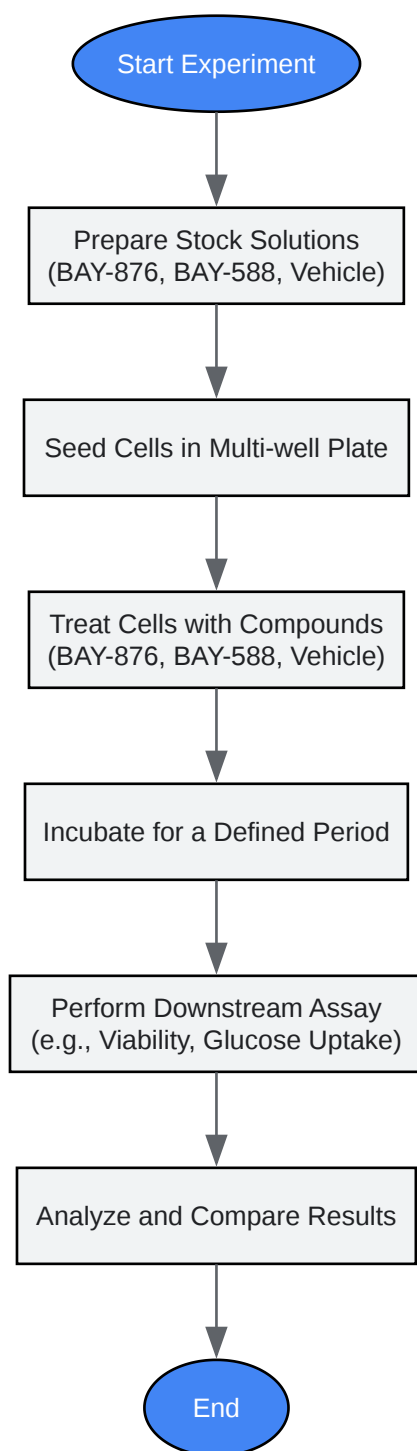 Start Experiment
Prepare Stock Solutions
(BAY-876, BAY-588, Vehicle)
Seed Cells in Multi-well Plate
Treat Cells with Compounds
(BAY-876, BAY-588, Vehicle)
Incubate for a Defined Period
Perform Downstream Assay
(e.g., Viability, Glucose Uptake)
Analyze and Compare Results
End